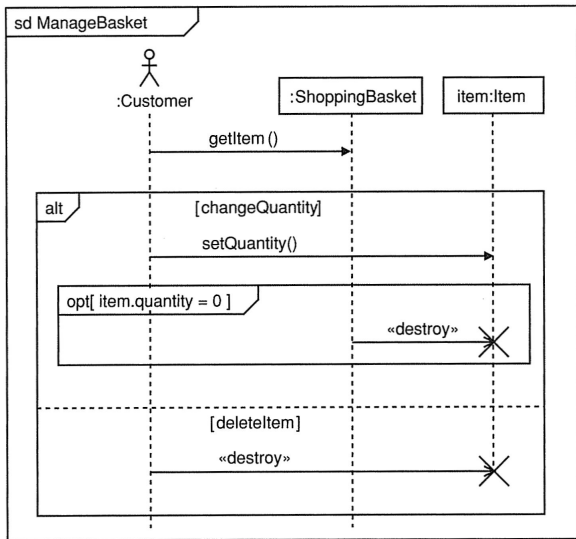 sd ManageBasket
:Customer
:ShoppingBasket
item:Item
getItem ()
alt
[changeQuantity]
setQuantity()
opt[ item.quantity = 0 ]
«destroy»
[deleteItem]
«destroy»